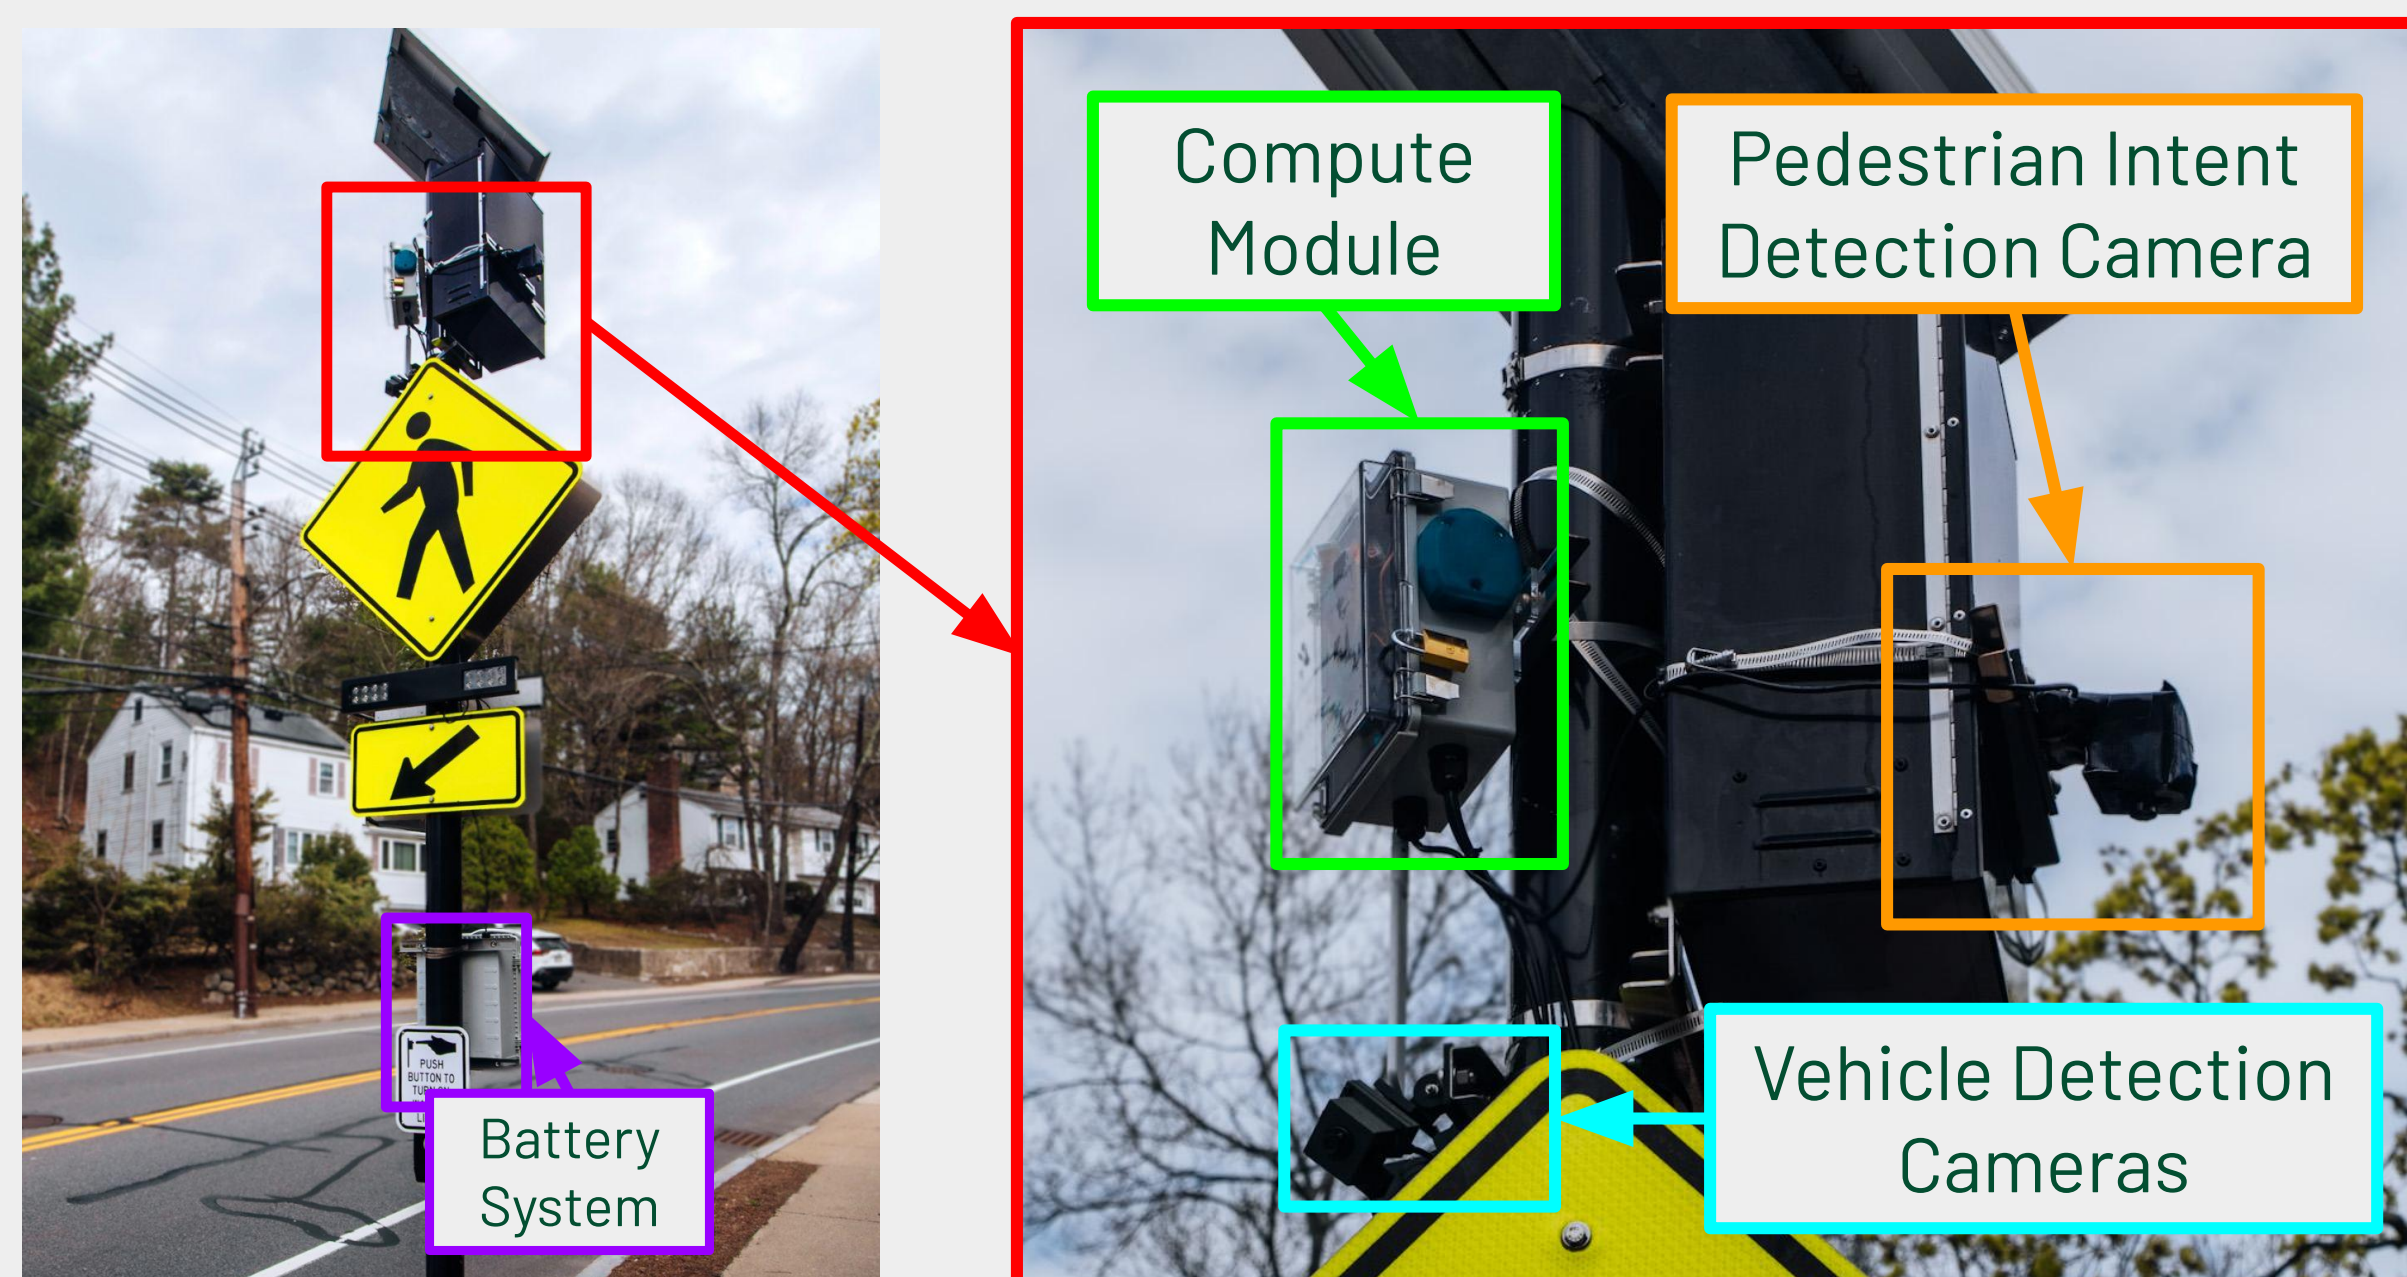 PUSH
BUTTON TO
Battery
System
Compute
Module
Pedestrian Intent
Detection Camera
Vehicle Detection
Cameras